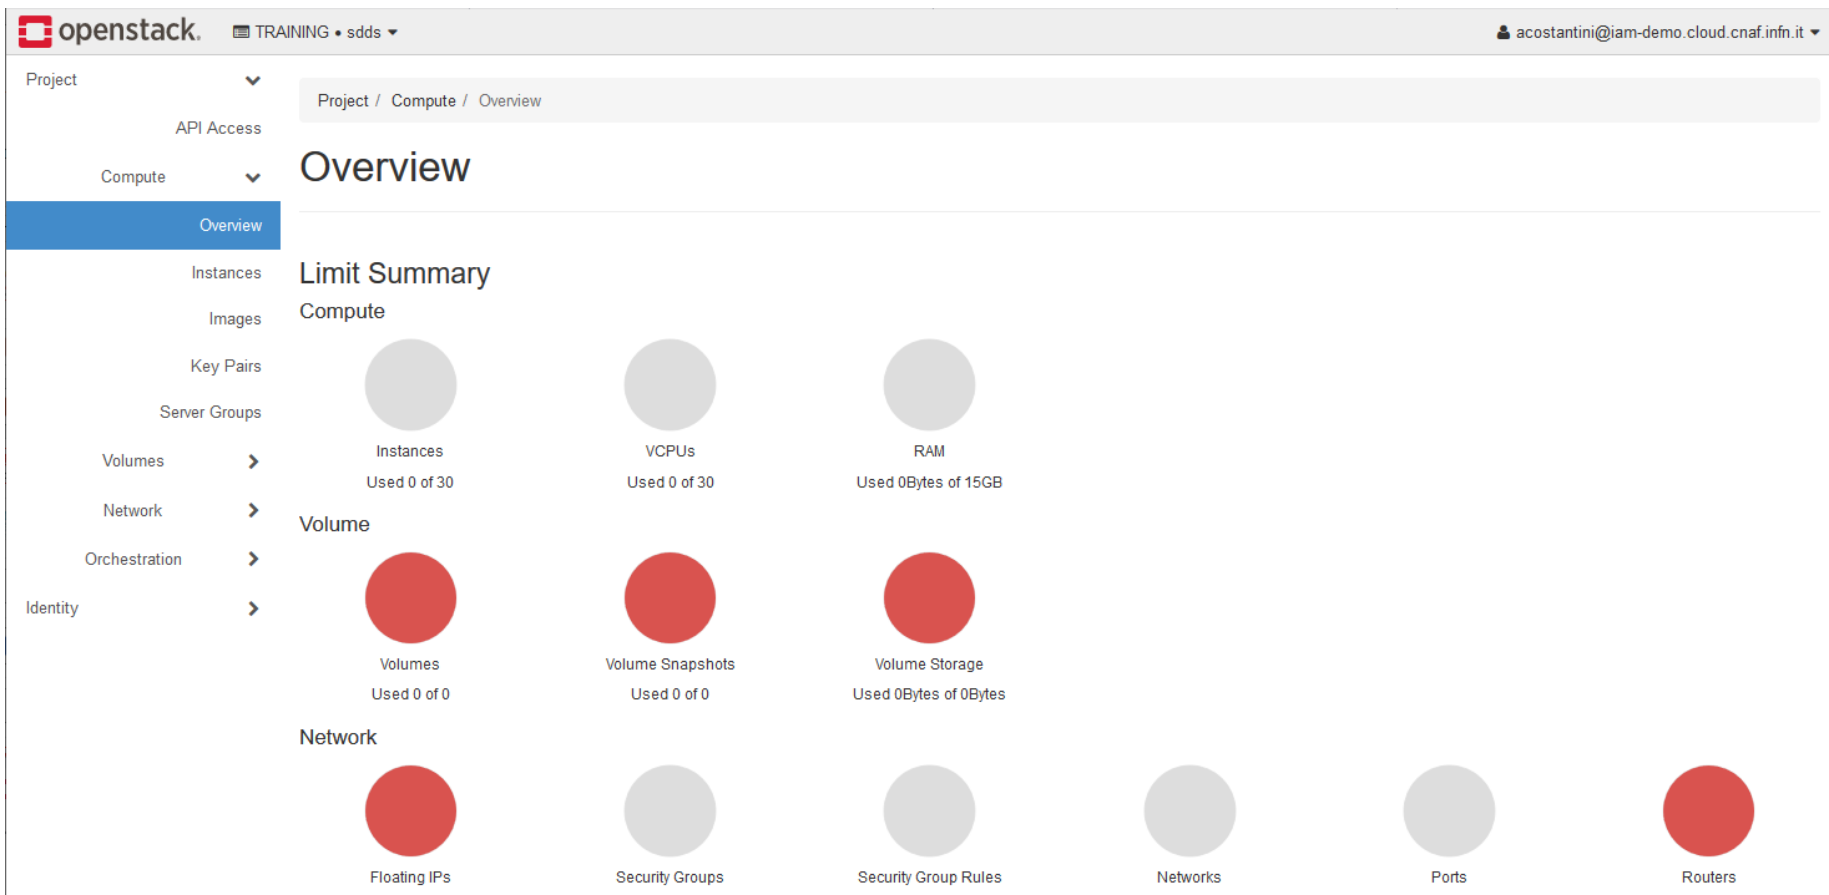 openstack. TRAINING • sdds acostantini@iam-demo.cloud.cnaf.infn.it
Project
API Access
Compute
Overview
Instances
Images
Key Pairs
Server Groups
Volumes
Network
Orchestration
Identity
Project / Compute / Overview
Overview
Limit Summary
Compute
Instances VCPUs RAM
Used 0 of 30 Used 0 of 30 Used 0Bytes of 15GB
Volume
Volumes Volume Snapshots Volume Storage
Used 0 of 0 Used 0 of 0 Used 0Bytes of 0Bytes
Network
Floating IPs Security Groups Security Group Rules Networks Ports Routers